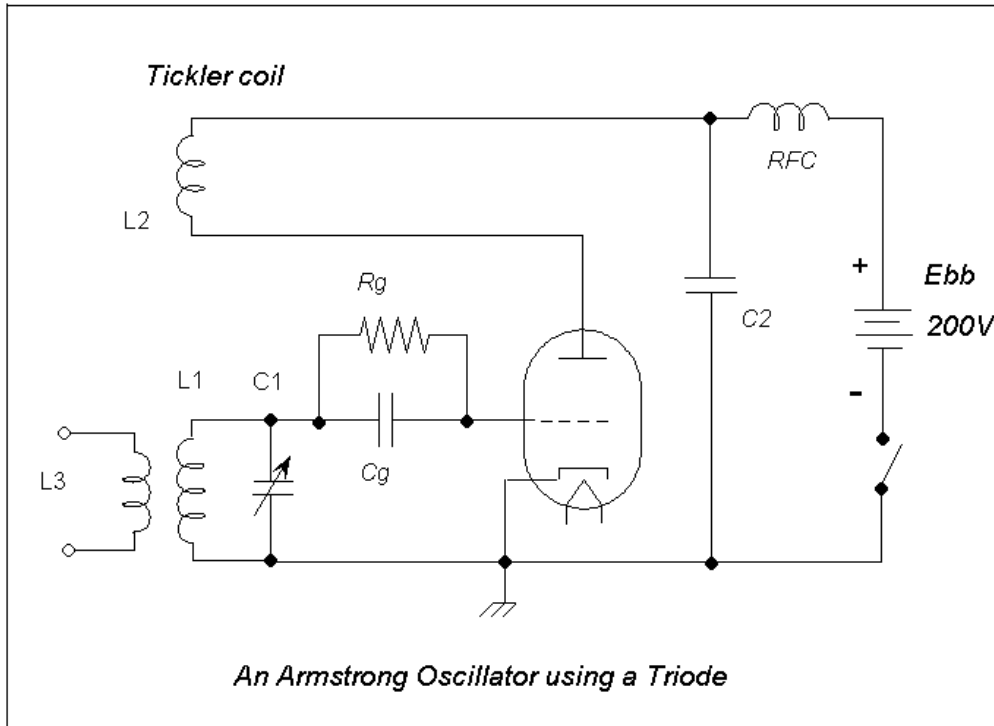 Tickler coil
RFC
L2
+
Ebb
Rg
C2
200V
L1
C1
-
L3
Cg
An Armstrong Oscillator using a Triode